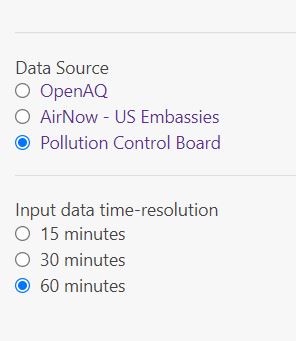 Data Source
OpenAQ
AirNow - US Embassies
Pollution Control Board
Input data time-resolution
15 minutes
30 minutes
60 minutes